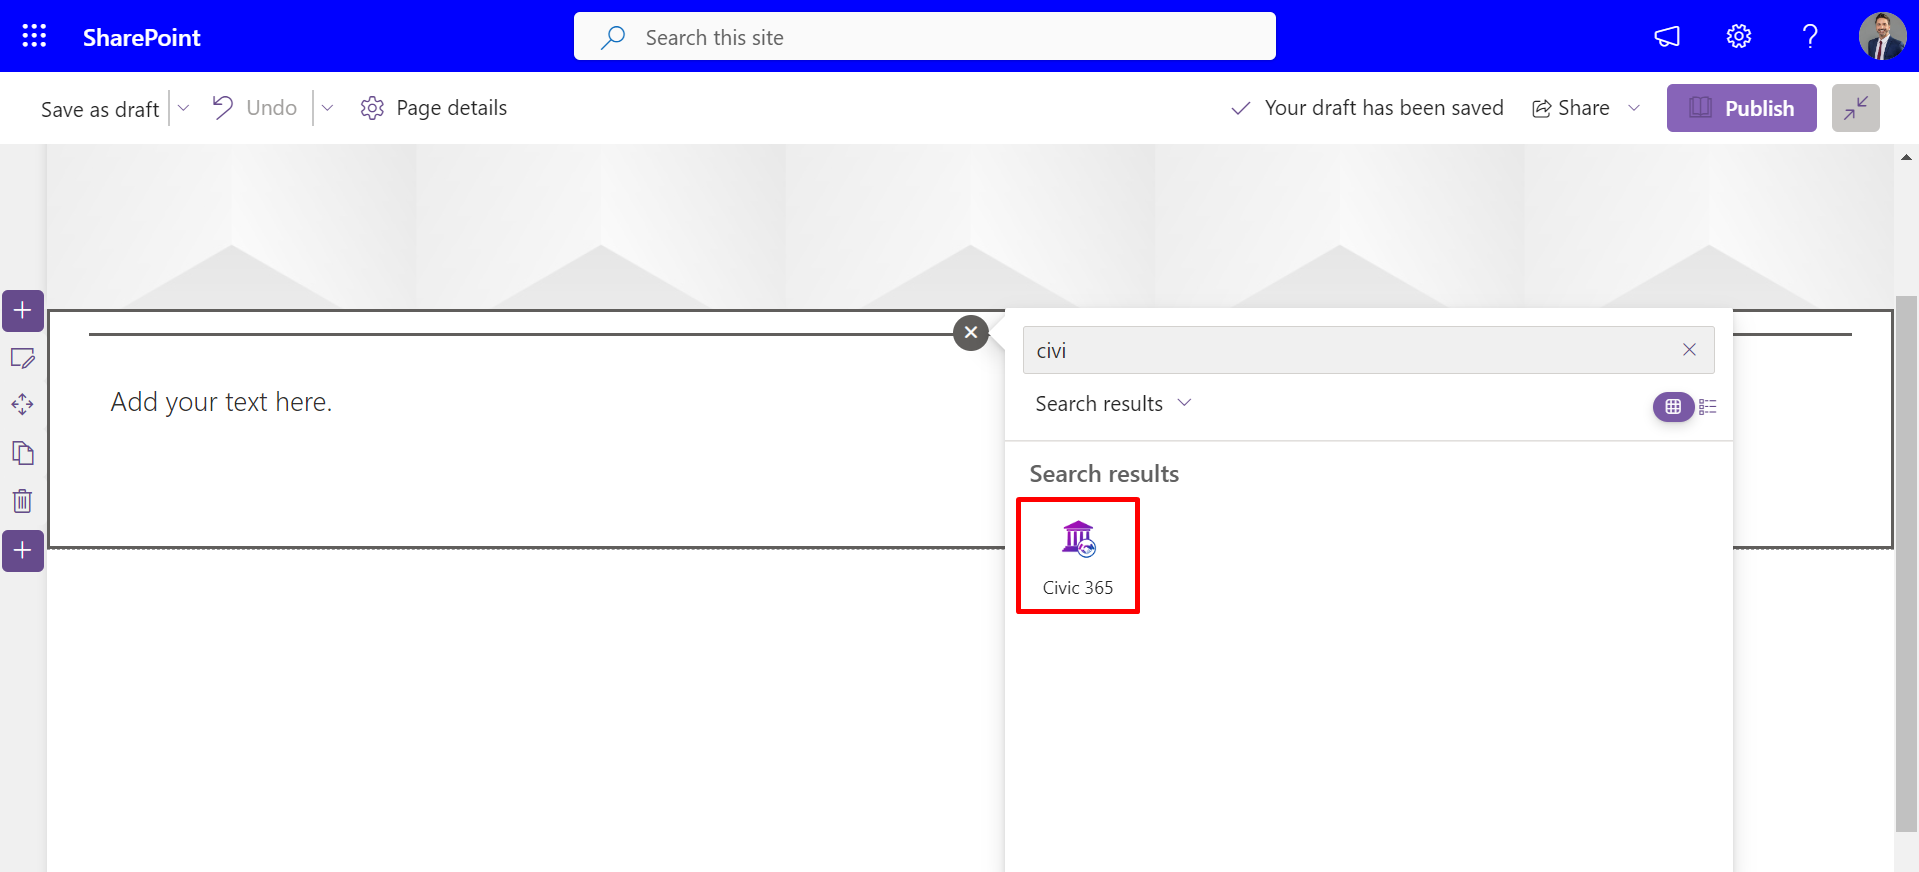 SharePoint
Search this site
Save as draft
Undo
Page details
Your draft has been saved
Share
Publish
civi
Add your text here.
Search results
Search results
Civic 365